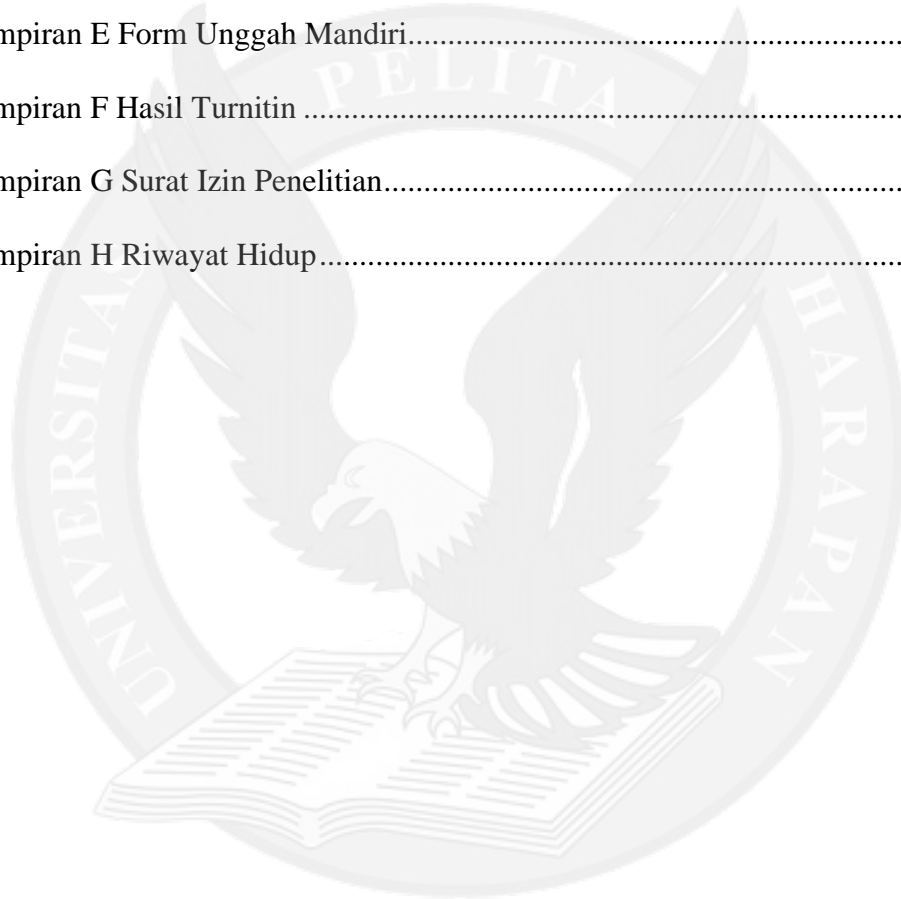 mpiran E Form Unggah Mandiri..............................................................
mpiran F Hasil Turnitin ...........................................................................
mpiran G Surat Izin Penelitian.................................................................
mpiran H Riwayat Hidup.........................................................................
UNIVERSITAS PELITA HARAPAN